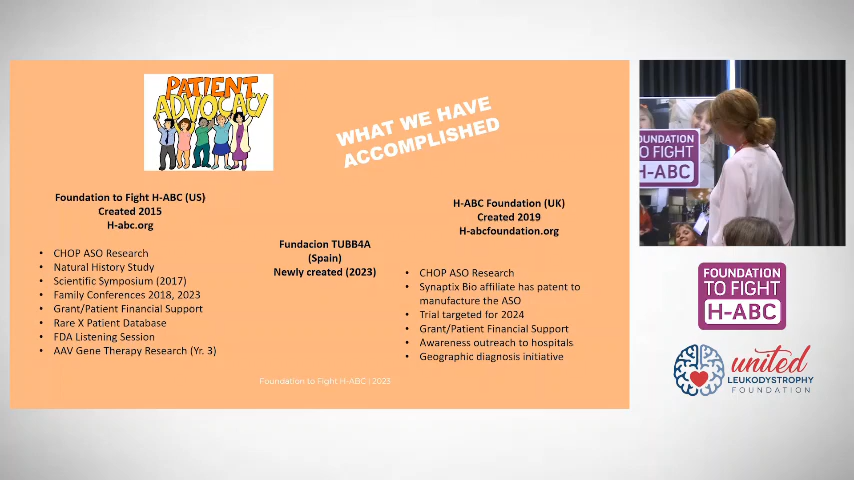 PATIENT
ADVOCACY
WHAT WE HAVE
ACCOMPLISHED
Foundation to Fight H-ABC (US)
Created 2015
H-abc.org
• CHOP ASO Research
• Natural History Study
• Scientific Symposium (2017)
• Family Conferences 2018, 2023
• Grant/Patient Financial Support
• Rare X Patient Database
• FDA Listening Session
• AAV Gene Therapy Research (Yr. 3)
Fundacion TUBB4A
(Spain)
Newly created (2023)
H-ABC Foundation (UK)
Created 2019
H-abcfoundation.org
• CHOP ASO Research
• Synaptix Bio affiliate has patent to
manufacture the ASO
• Trial targeted for 2024
• Grant/Patient Financial Support
• Awareness outreach to hospitals
• Geographic diagnosis initiative
Foundation to Fight H-ABC | 2023
OUNDATION
O FIGHT
H-ABC
FOUNDATION
TO FIGHT
H-ABC
united
LEUKODYSTROPHY
FOUNDATION